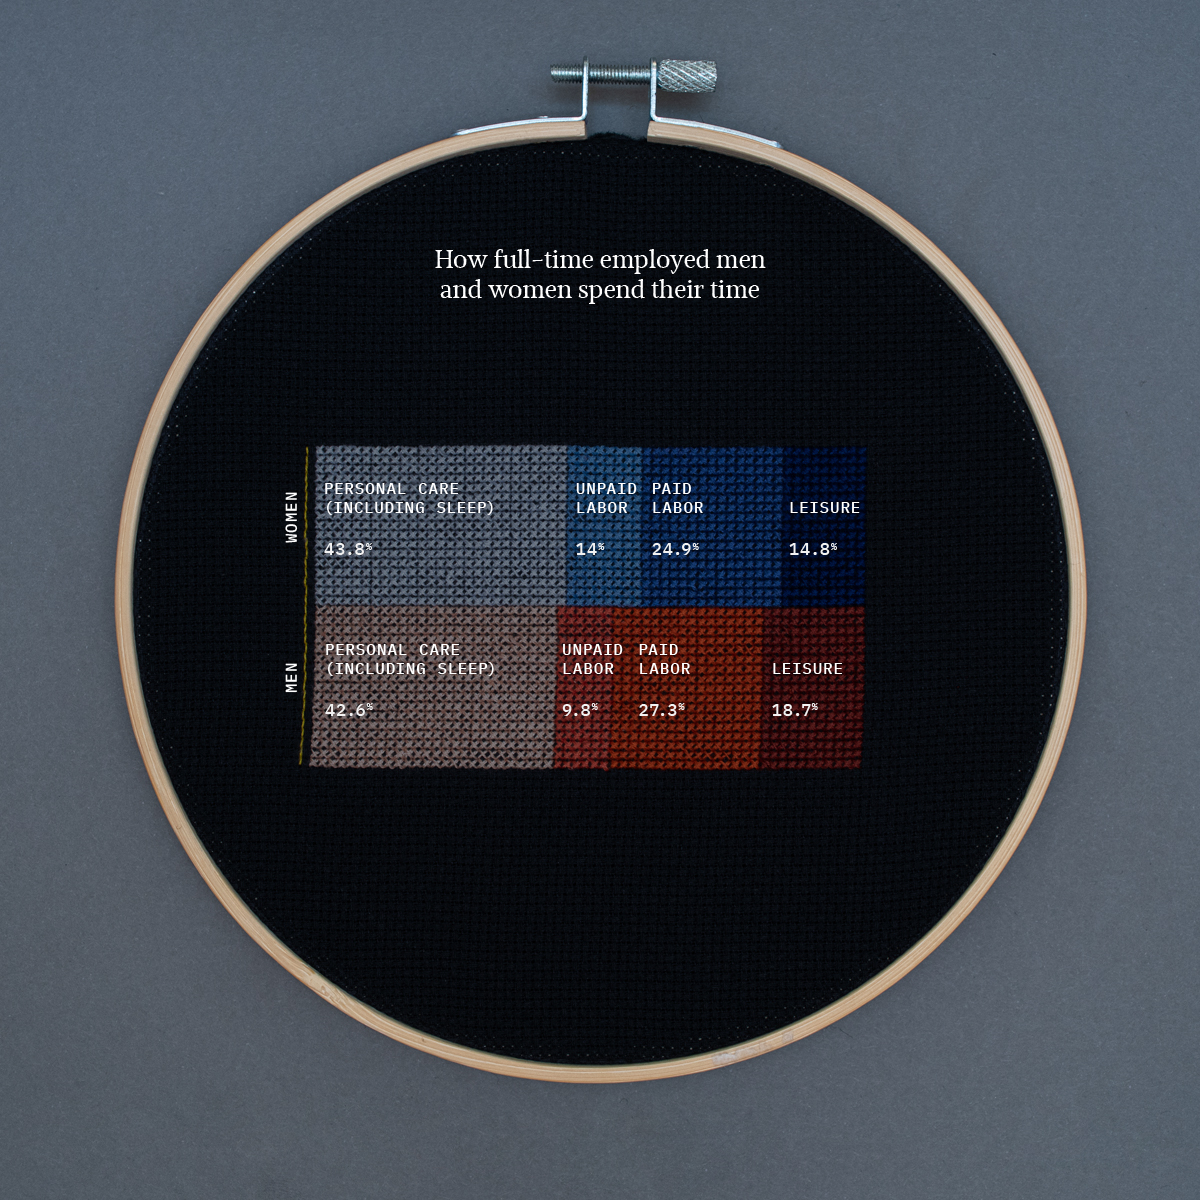 How full-time employed men
and women spend their time
WOMEN
PERSONAL CARE
(INCLUDING SLEEP)
43.8%
UNPAID
LABOR
14%
PAID
LABOR
24.9%
LEISURE
14.8%
MEN
PERSONAL CARE
(INCLUDING SLEEP)
42.6%
UNPAID
LABOR
9.8%
PAID
LABOR
27.3%
LEISURE
18.7%